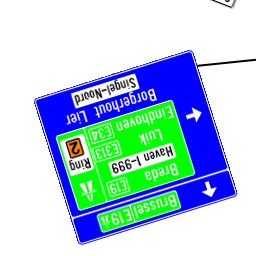 Brussel E19
Breda E19
Haven 1-999
Luik E313
Eindhoven E34
Ring 2
Borgerhout Lier
Singel-Noord